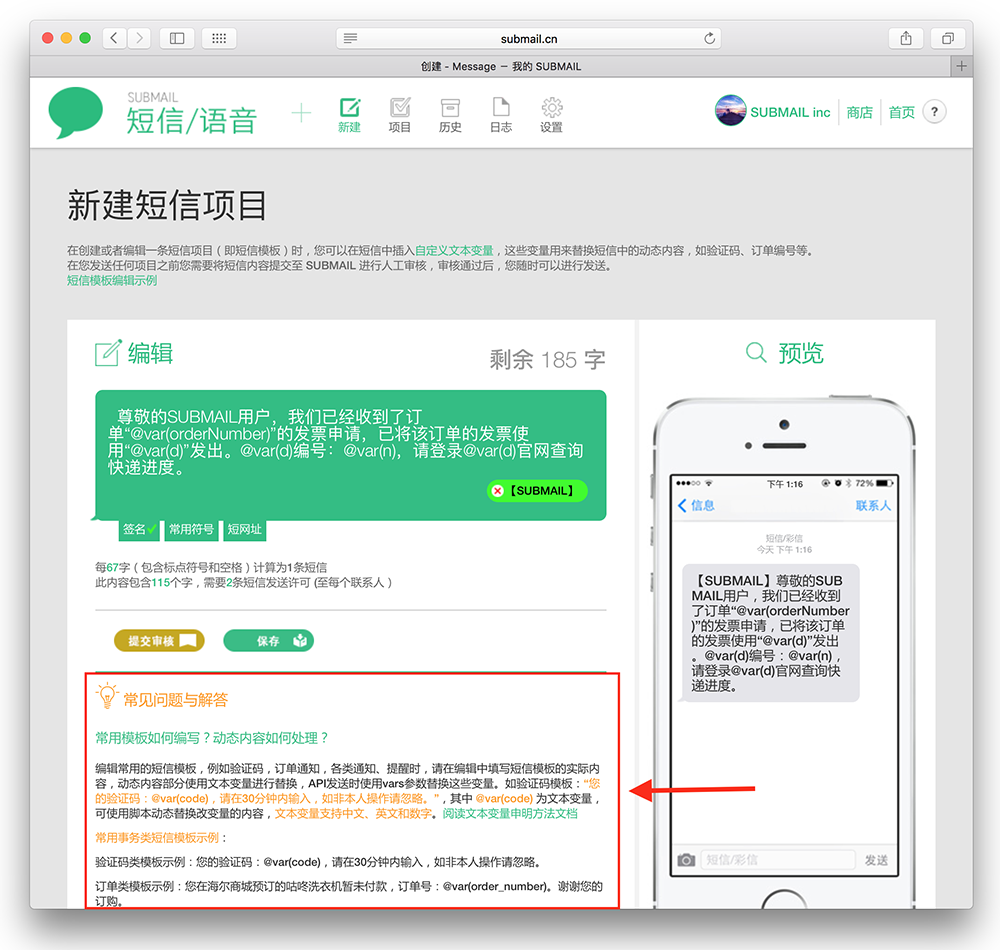 submail.cn
创建 - Message — 我的 SUBMAIL
SUBMAIL
短信/语音
新建
项目
历史
日志
设置
SUBMAIL inc
商店
首页
?
新建短信项目
在创建或者编辑一条短信项目（即短信模板）时，您可以在短信中插入自定义文本变量，这些变量用来替换短信中的动态内容，如验证码、订单编号等。
在您发送任何项目之前您需要将短信内容提交至 SUBMAIL 进行人工审核，审核通过后，您随时可以进行发送。
短信模板编辑示例
编辑
剩余 185 字
尊敬的SUBMAIL用户，我们已经收到了订
单“@var(orderNumber)”的发票申请，已将该订单的发票使
用“@var(d)”发出。@var(d)编号：@var(n)，请登录@var(d)官网查询
快递进度。
【SUBMAIL】
签名
常用符号
短网址
每67字（包含标点符号和空格）计算为1条短信
此内容包含115个字，需要2条短信发送许可 (至每个联系人）
提交审核
保存
常见问题与解答
常用模板如何编写？动态内容如何处理？
编辑常用的短信模板，例如验证码，订单通知，各类通知、提醒时，请在编辑中填写短信模板的实际内
容，动态内容部分使用文本变量进行替换，API发送时使用vars参数替换这些变量。如验证码模板：“您
的验证码：@var(code)，请在30分钟内输入，如非本人操作请忽略。”，其中 @var(code) 为文本变量，
可使用脚本动态替换改变量的内容，文本变量支持中文、英文和数字。阅读文本变量申明方法文档
常用事务类短信模板示例：
验证码类模板示例：您的验证码：@var(code)，请在30分钟内输入，如非本人操作请忽略。
订单类模板示例：您在海尔商城预订的咕咚洗衣机暂未付款，订单号：@var(order_number)。谢谢您的
订购。
预览
下午 1:16
72%
信息
联系人
短信/彩信
今天 下午 1:16
【SUBMAIL】尊敬的SUB
MAIL用户，我们已经收到
了订单“@var(orderNumber
)”的发票申请，已将该订单
的发票使用“@var(d)”发出
。@var(d)编号：@var(n)，
请登录@var(d)官网查询快
递进度。
短信/彩信
发送